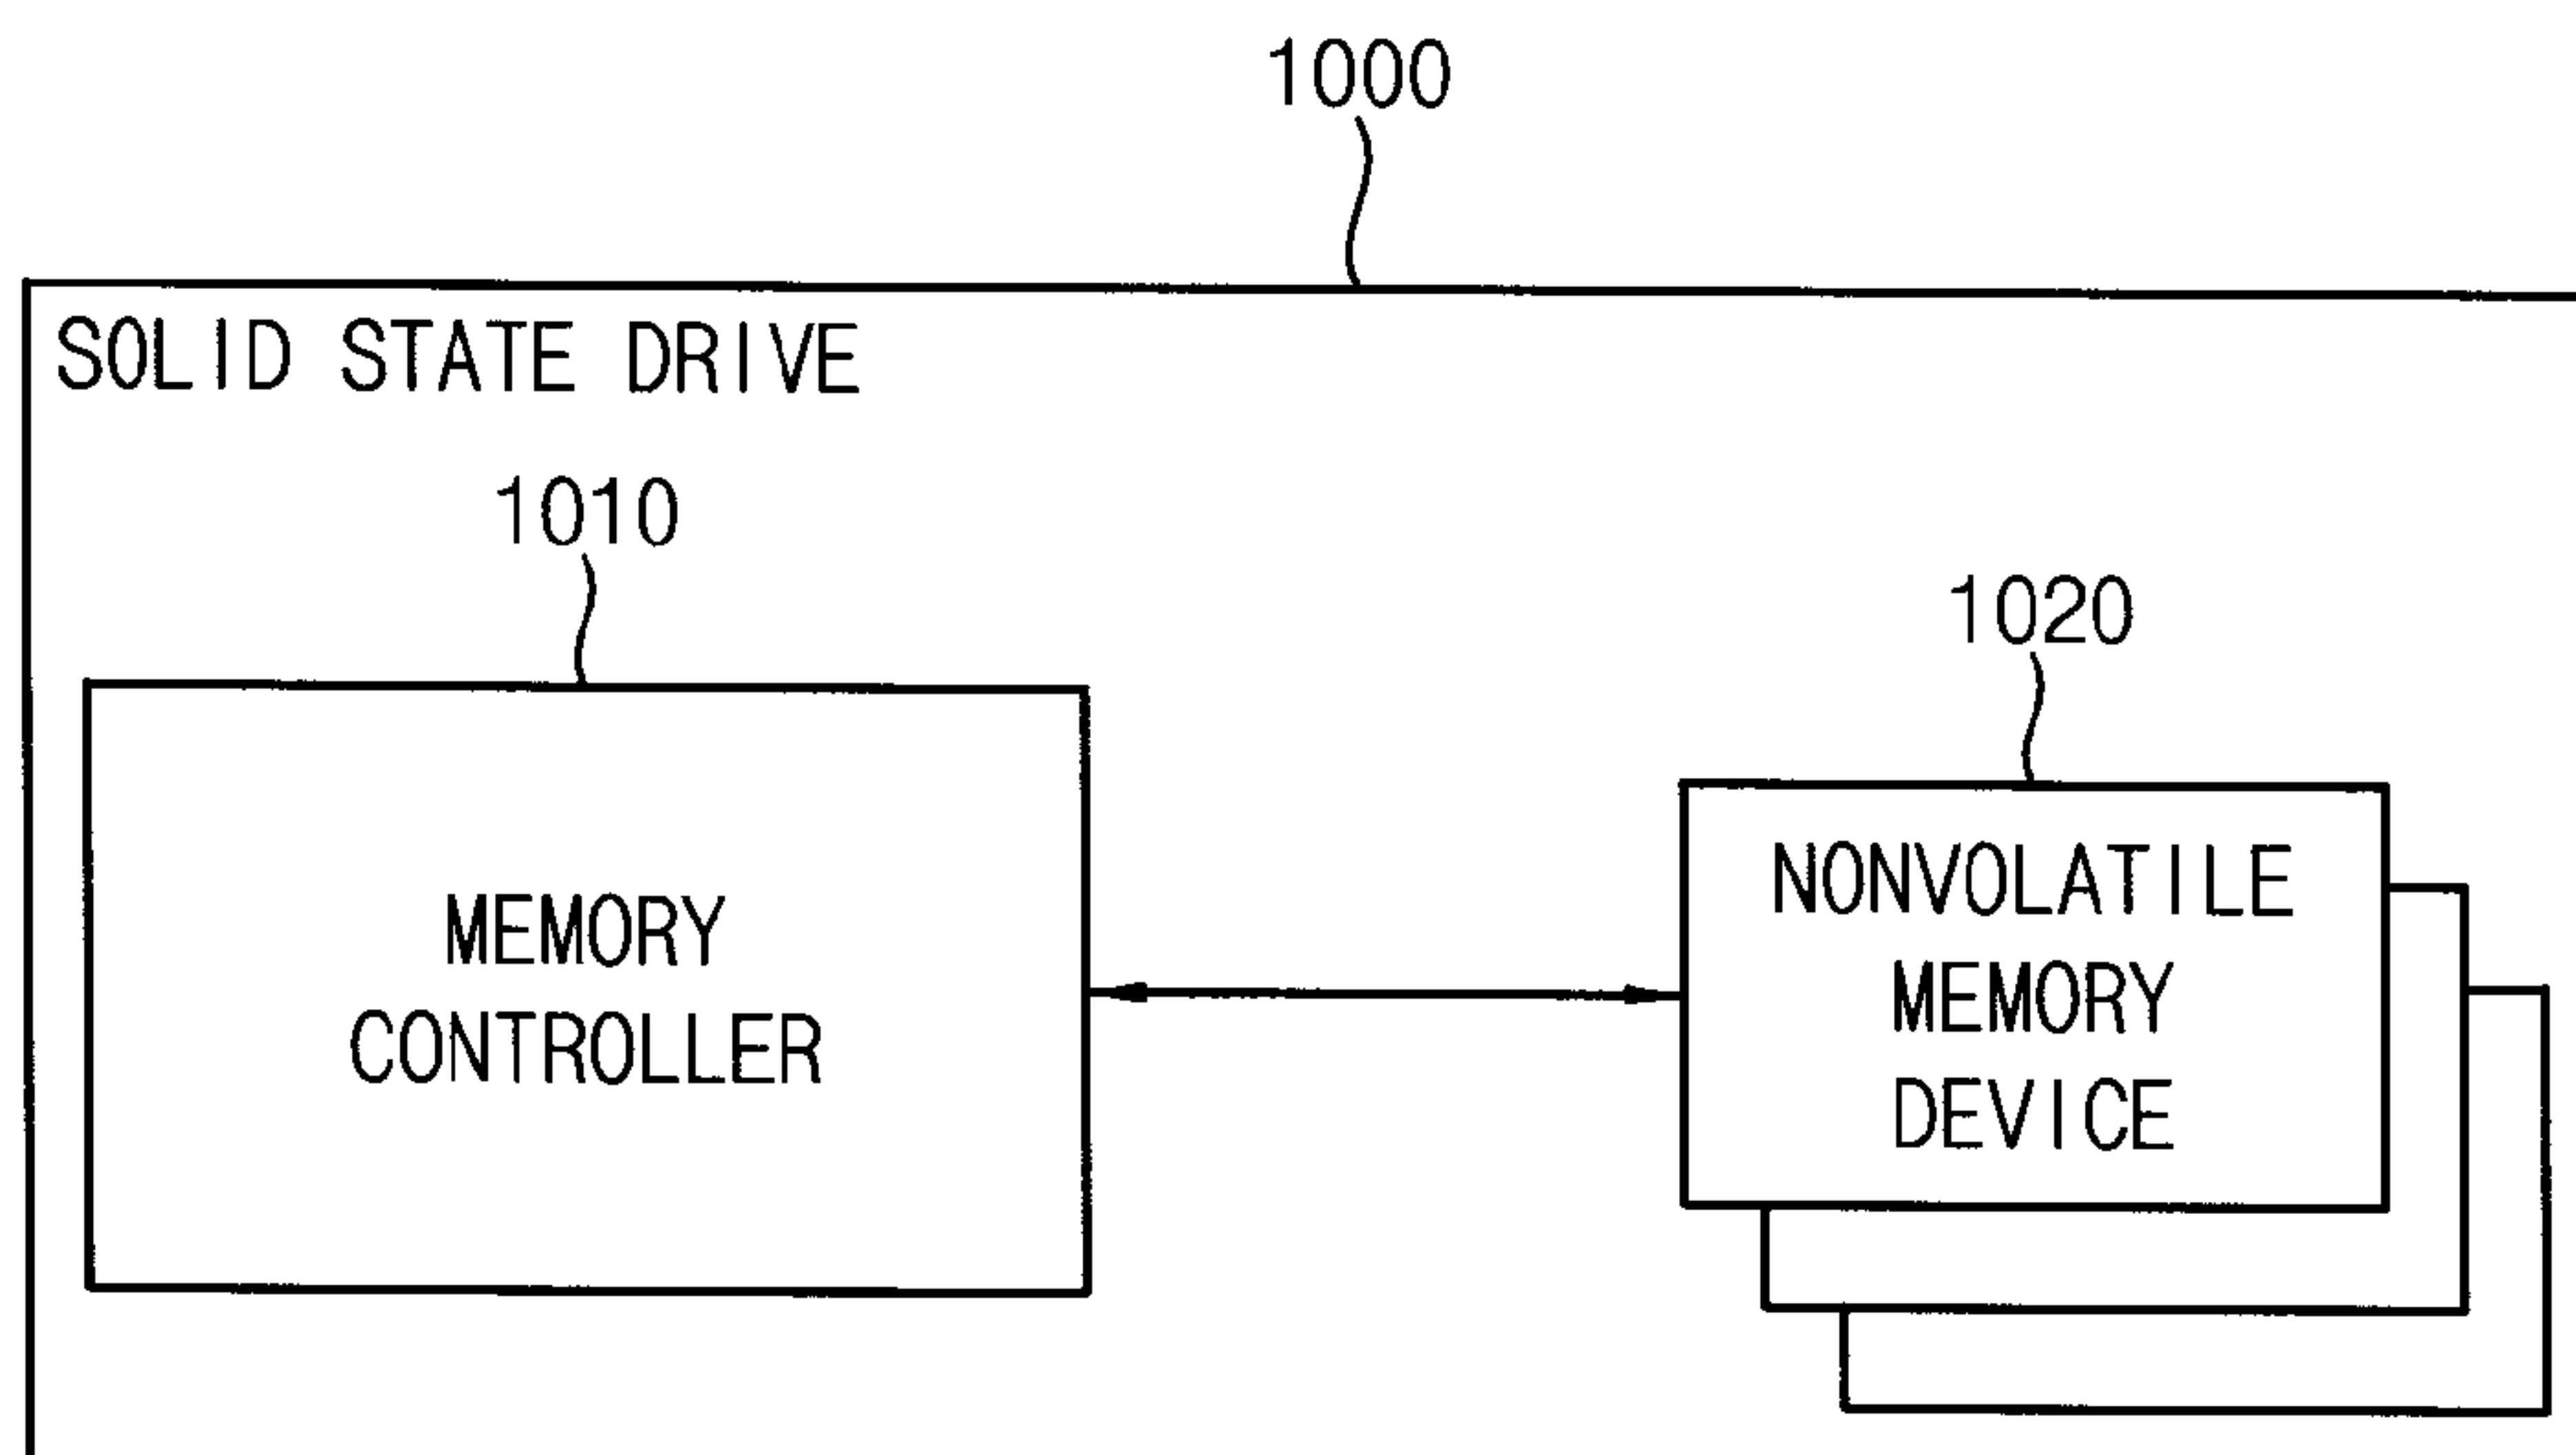 1000
SOLID STATE DRIVE
1010
1020
MEMORY
CONTROLLER
NONVOLATILE
MEMORY
DEVICE